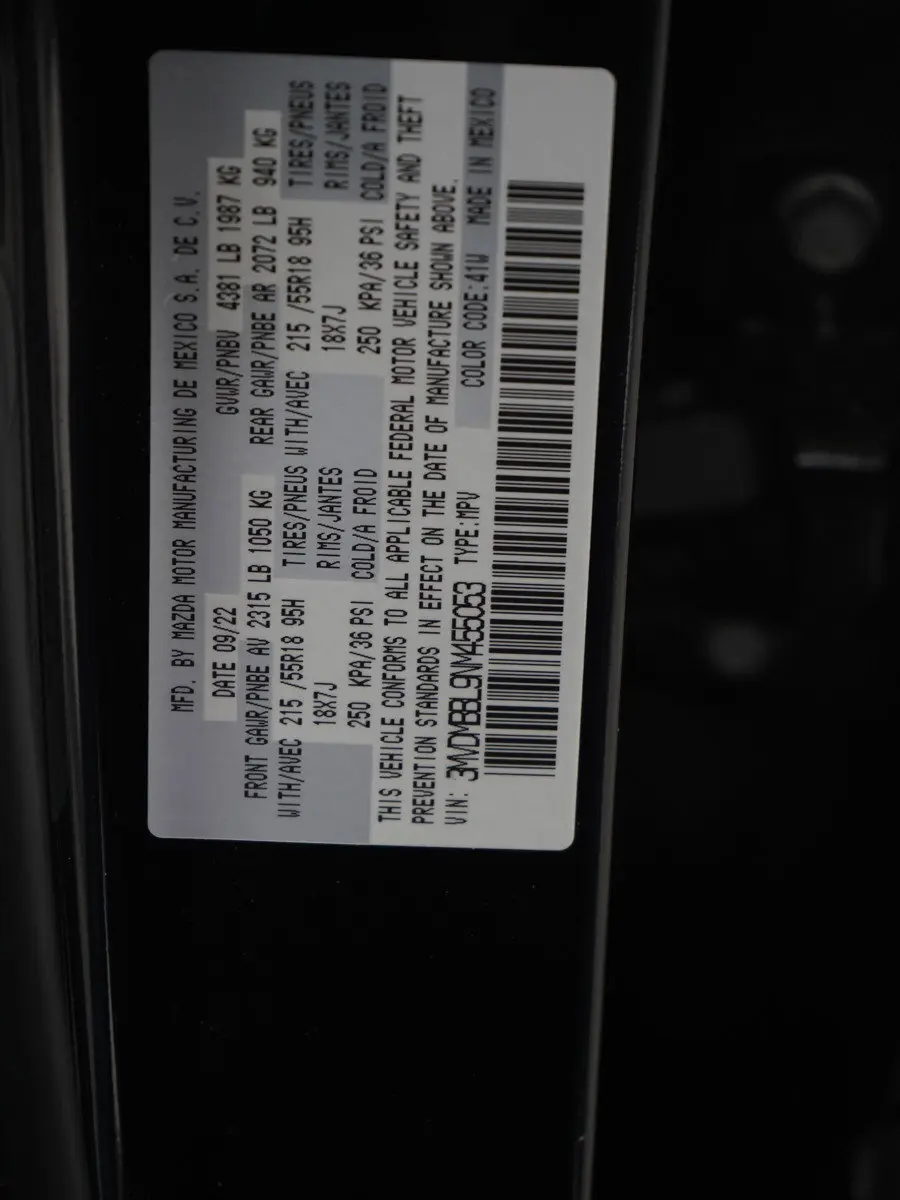 MFD. BY MAZDA MOTOR MANUFACTURING DE MEXICO S.A. DE C.V.
DATE 09/22 GVWR/PNBV 4381 LB 1987 KG
FRONT GAWR/PNBE AV 2315 LB 1050 KG REAR GAWR/PNBE AR 2072 LB 940 KG
WITH/AVEC 215 /55R18 95H TIRES/PNEUS WITH/AVEC 215 /55R18 95H TIRES/PNEUS
18X7J RIMS/JANTES 18X7J RIMS/JANTES
250 KPA/36 PSI COLD/A FROID 250 KPA/36 PSI COLD/A FROID
THIS VEHICLE CONFORMS TO ALL APPLICABLE FEDERAL MOTOR VEHICLE SAFETY AND THEFT
PREVENTION STANDARDS IN EFFECT ON THE DATE OF MANUFACTURE SHOWN ABOVE.
VIN: 3MVDMBBL9NM455053 TYPE:MPV COLOR CODE:41W MADE IN MEXICO